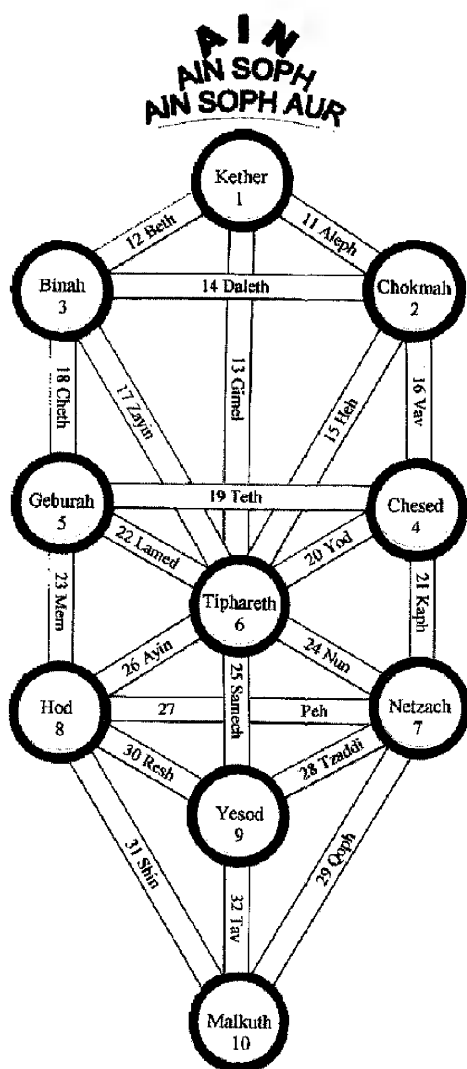 AIN
AIN SOPH
AIN SOPH AUR
Kether
1
12 Beth
11 Aleph
Binah
3
14 Daleth
Chokmah
2
13 Gimel
18 Cheth
17 Zayin
15 Heh
16 Vav
Geburah
5
19 Teth
Chesed
4
22 Lamed
20 Yod
Tiphareth
6
23 Mem
21 Kaph
26 Ayin
25 Samech
24 Nun
Hod
8
27 Peh
Netzach
7
30 Resh
28 Tzaddi
Yesod
9
31 Shin
32 Tav
29 Qoph
Malkuth
10